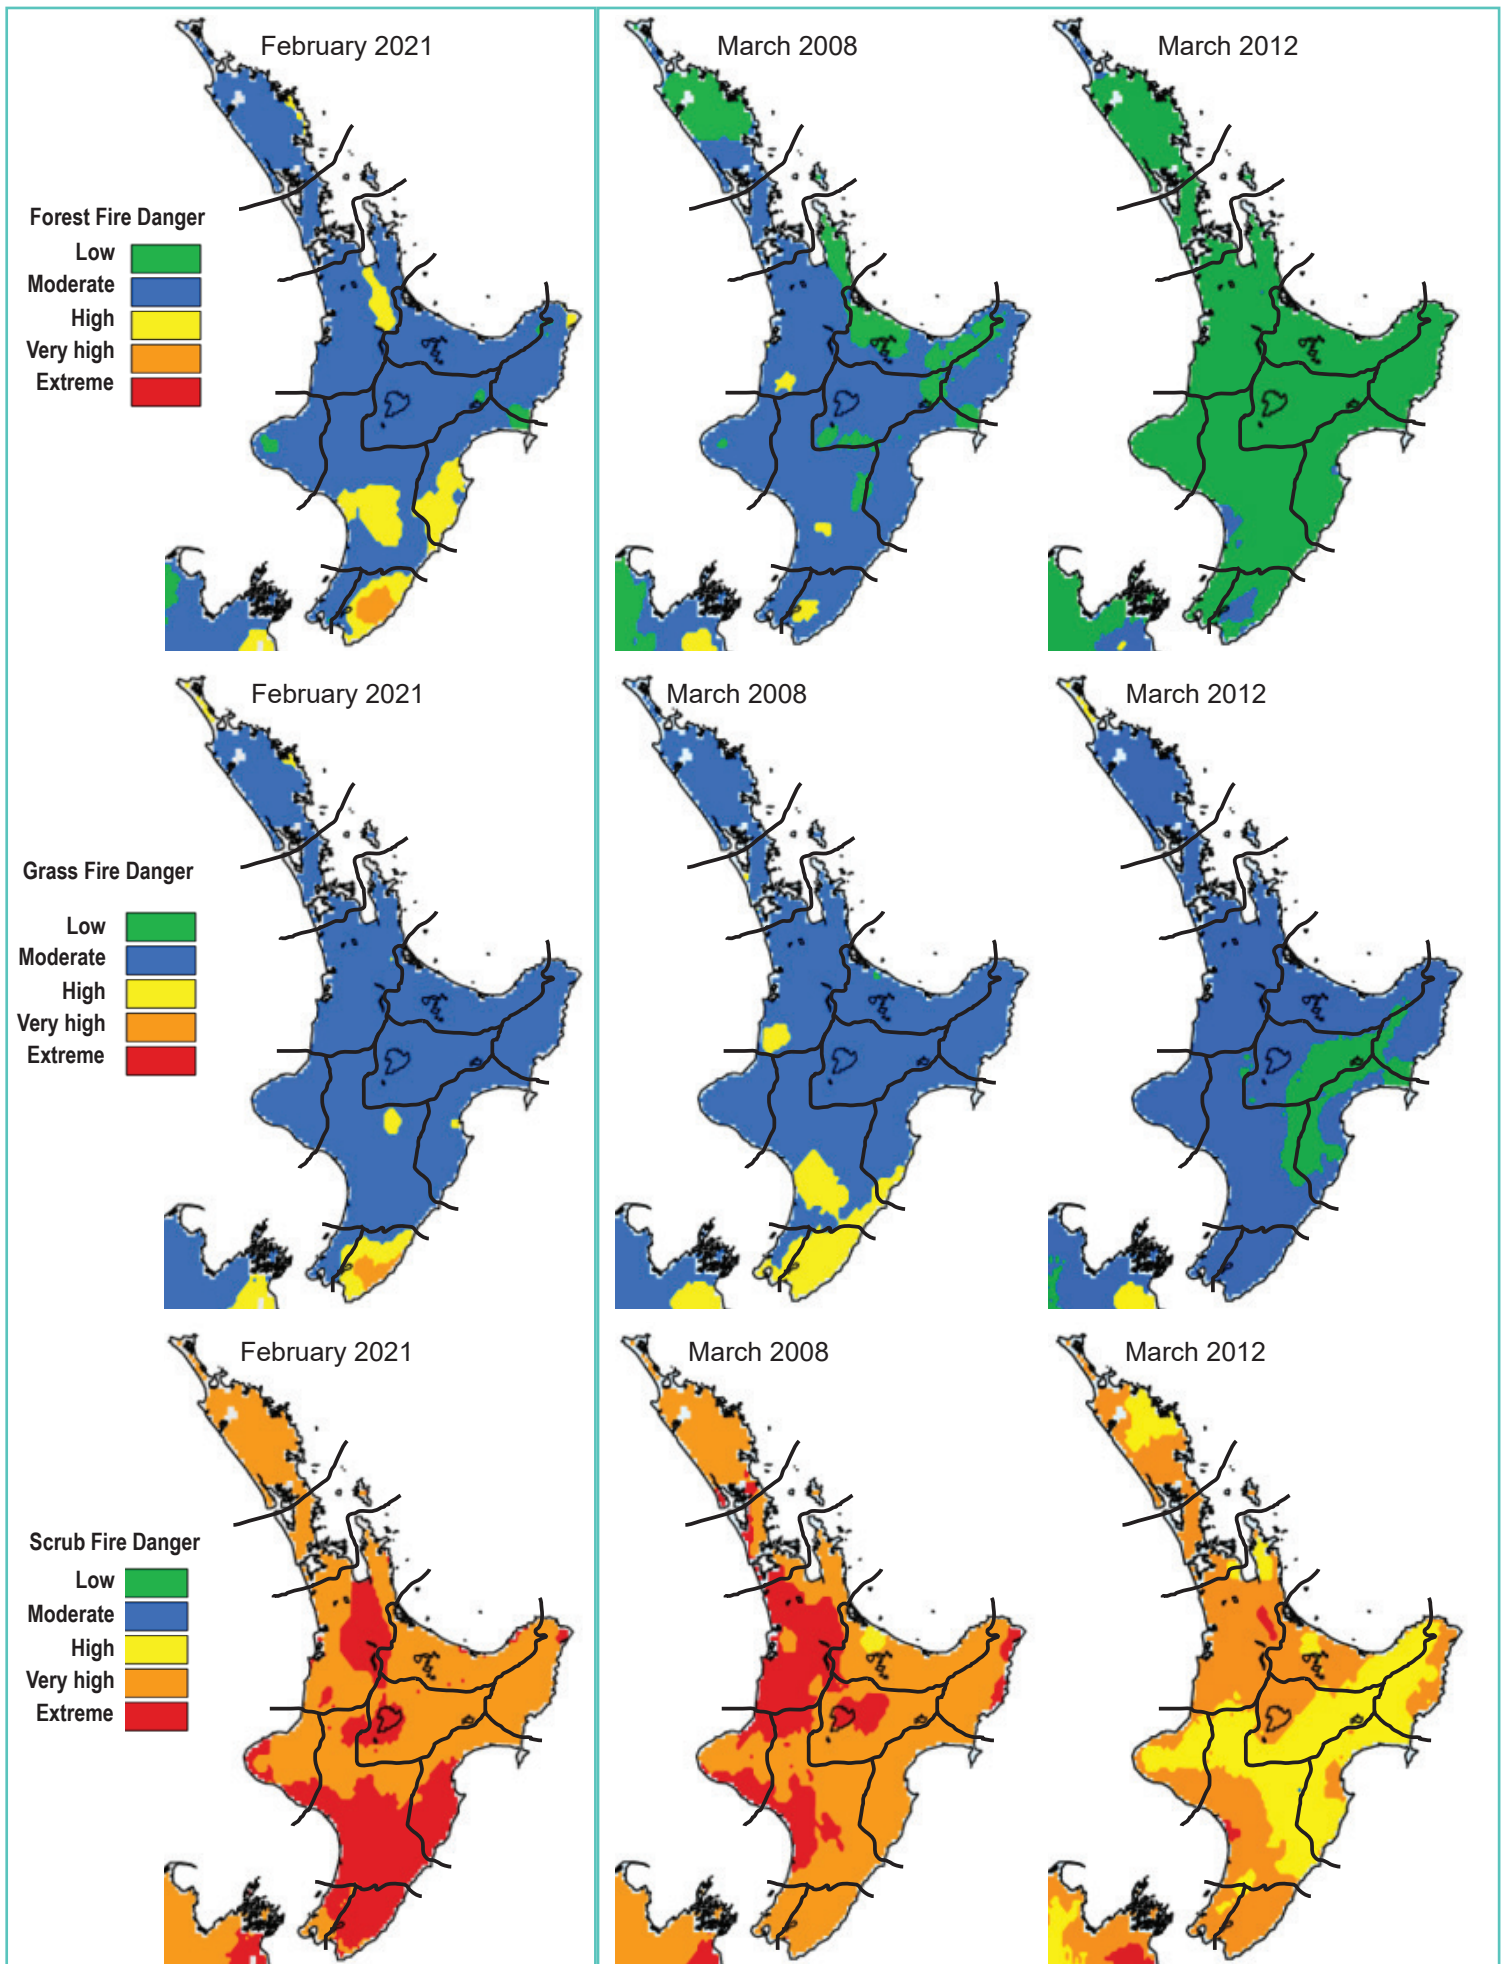 February 2021
March 2008
March 2012
Forest Fire Danger
Low
Moderate
High
Very high
Extreme
February 2021
March 2008
March 2012
Grass Fire Danger
Low
Moderate
High
Very high
Extreme
February 2021
March 2008
March 2012
Scrub Fire Danger
Low
Moderate
High
Very high
Extreme